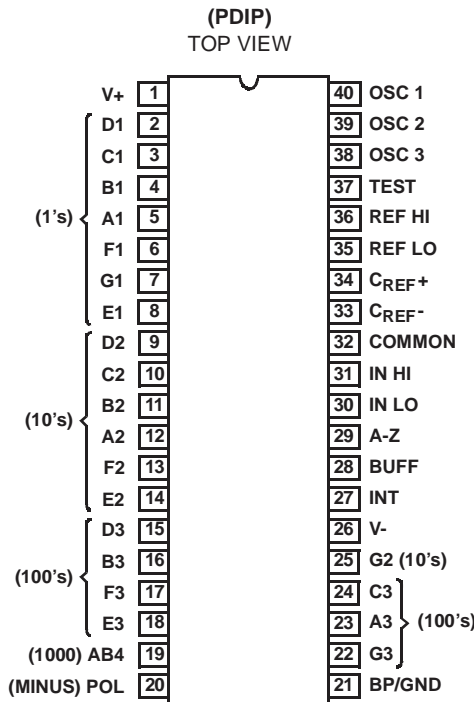 (PDIP)
TOP VIEW
V+ 1 40 OSC 1
D1 2 39 OSC 2
C1 3 38 OSC 3
B1 4 37 TEST
(1's) A1 5 36 REF HI
F1 6 35 REF LO
G1 7 34 CREF+
E1 8 33 CREF-
D2 9 32 COMMON
C2 10 31 IN HI
B2 11 30 IN LO
(10's) A2 12 29 A-Z
F2 13 28 BUFF
E2 14 27 INT
D3 15 26 V-
B3 16 25 G2 (10's)
(100's) F3 17 24 C3
E3 18 23 A3 (100's)
(1000) AB4 19 22 G3
(MINUS) POL 20 21 BP/GND